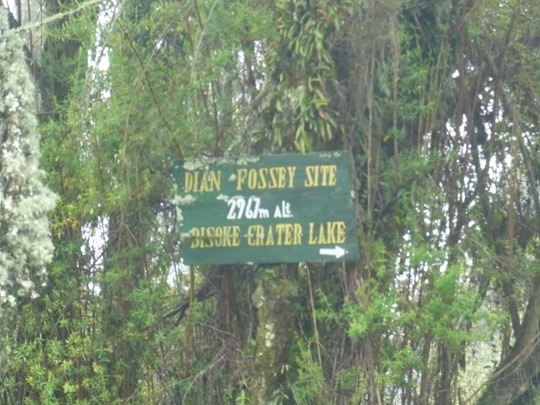 DIAN FOSSEY SITE
2967m Alt.
BISOKE CRATER LAKE